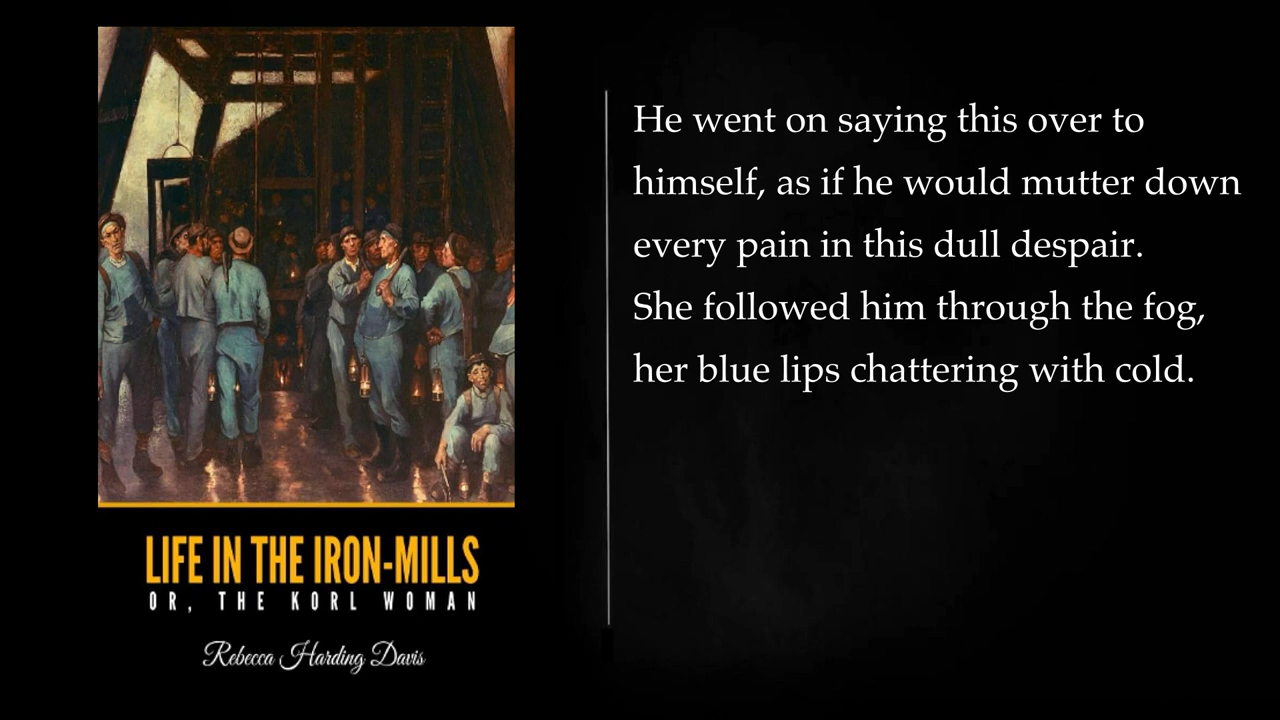 LIFE IN THE IRON-MILLS
OR, THE KORL WOMAN
Rebecca Harding Davis
He went on saying this over to
himself, as if he would mutter down
every pain in this dull despair.
She followed him through the fog,
her blue lips chattering with cold.